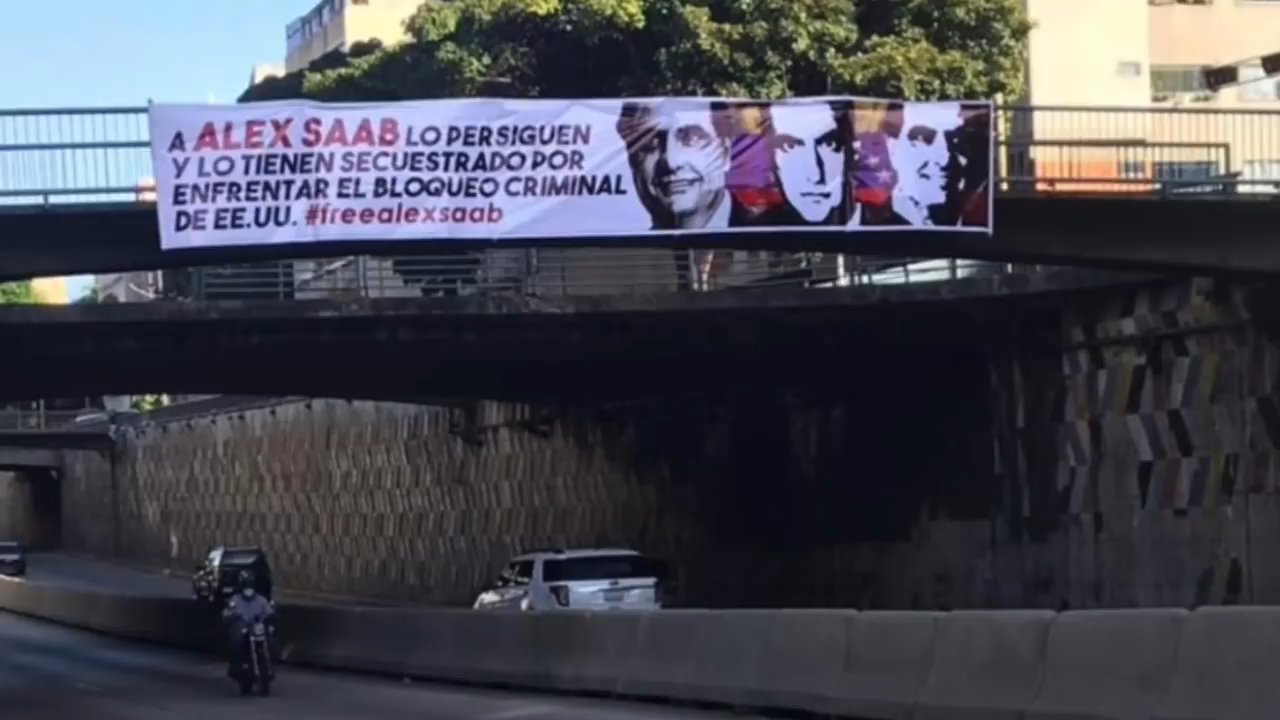 A ALEX SAAB LO PERSIGUEN
Y LO TIENEN SECUESTRADO POR
ENFRENTAR EL BLOQUEO CRIMINAL
DE EE.UU. #freealexsaab